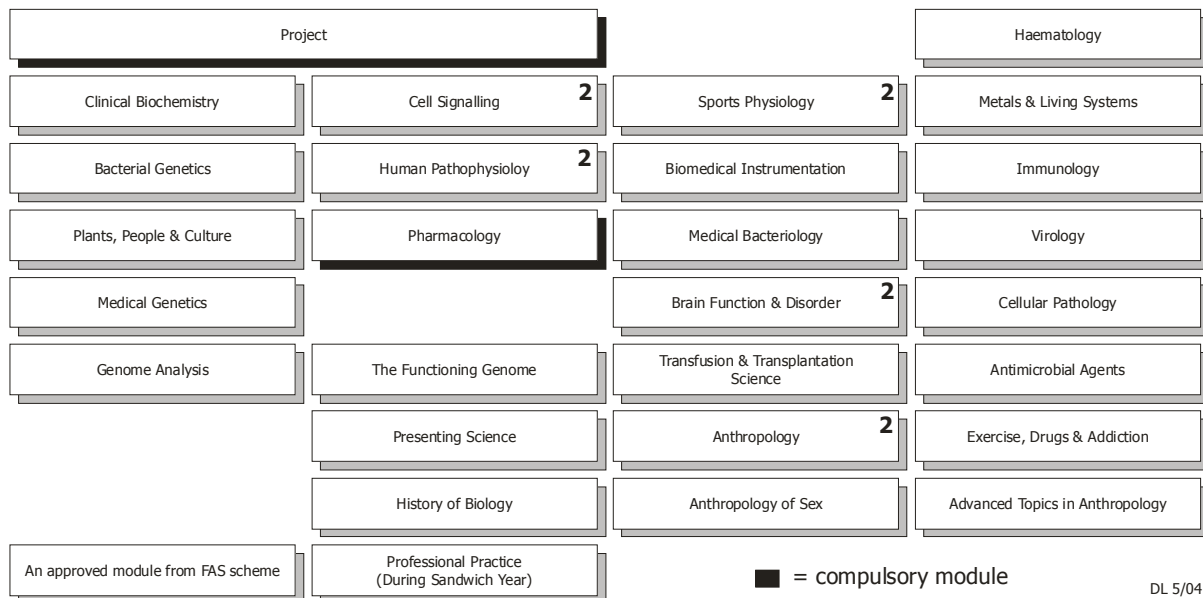 Project
Haematology
Clinical Biochemistry
Cell Signalling 2
Sports Physiology 2
Metals & Living Systems
Bacterial Genetics
Human Pathophysioloy 2
Biomedical Instrumentation
Immunology
Plants, People & Culture
Pharmacology
Medical Bacteriology
Virology
Medical Genetics
Brain Function & Disorder 2
Cellular Pathology
Genome Analysis
The Functioning Genome
Transfusion & Transplantation
Science
Antimicrobial Agents
Presenting Science
Anthropology 2
Exercise, Drugs & Addiction
History of Biology
Anthropology of Sex
Advanced Topics in Anthropology
An approved module from FAS scheme
Professional Practice
(During Sandwich Year)
= compulsory module
DL 5/04